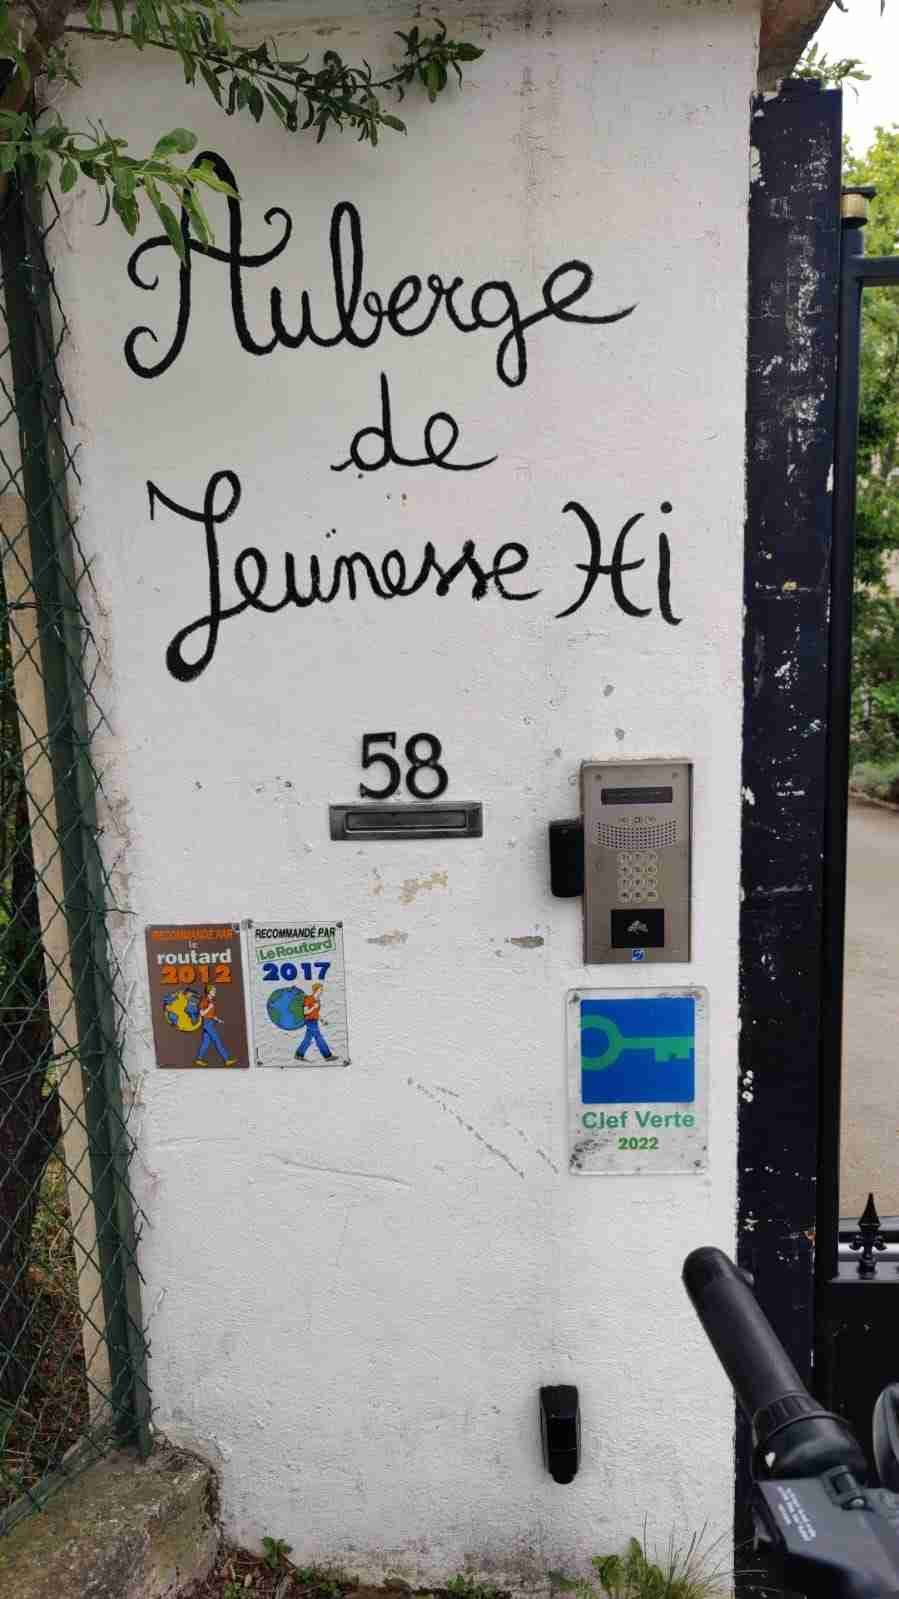 Auberge
de
Jeunesse Hi
58
RECOMMANDÉ PAR
le
routard
2012
RECOMMANDÉ PAR
Le Routard
2017
Clef Verte
2022